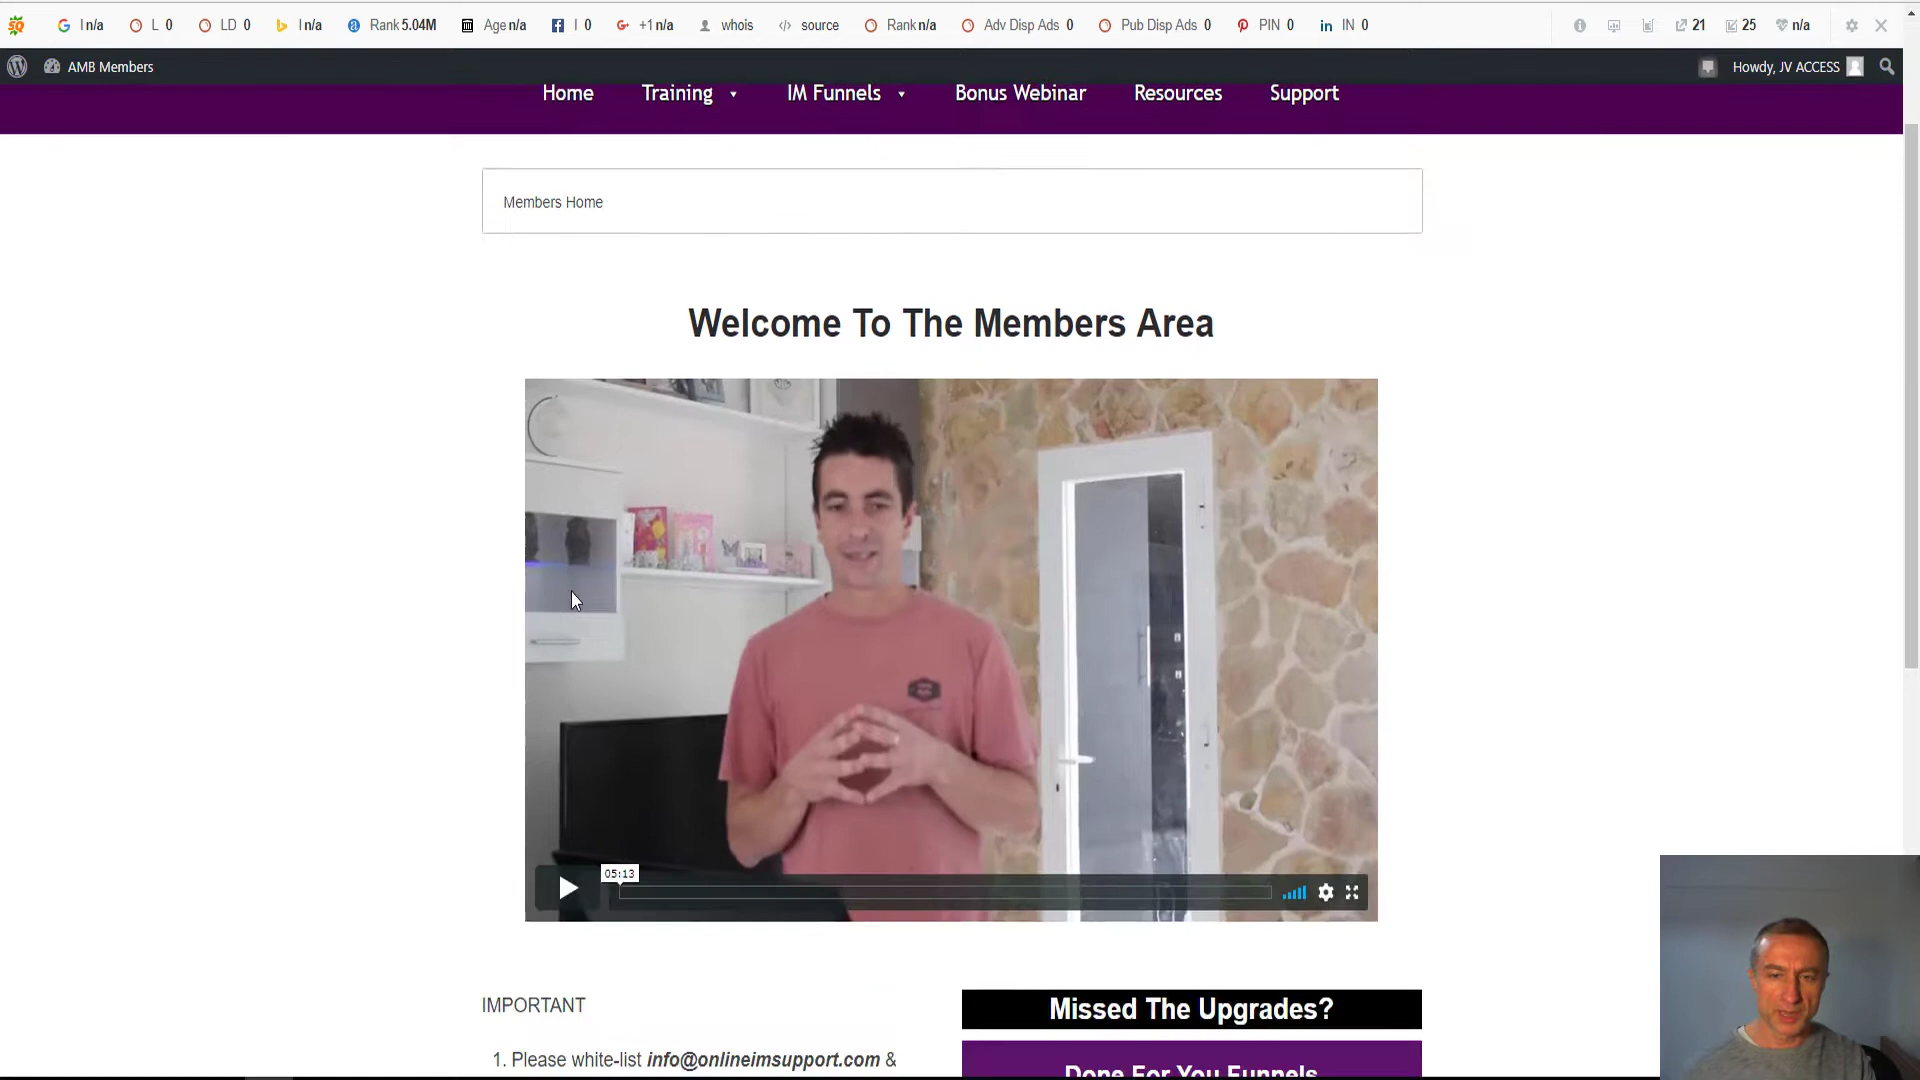 I n/a L 0 LD 0 I n/a Rank 5.04M Age n/a I 0 +1 n/a whois source Rank n/a Adv Disp Ads 0 Pub Disp Ads 0 PIN 0 IN 0 21 25 n/a
AMB Members Howdy, JV ACCESS
Home Training IM Funnels Bonus Webinar Resources Support
Members Home
Welcome To The Members Area
05:13
IMPORTANT
Missed The Upgrades?
1. Please white-list info@onlineimsupport.com &
Done For You Funnels